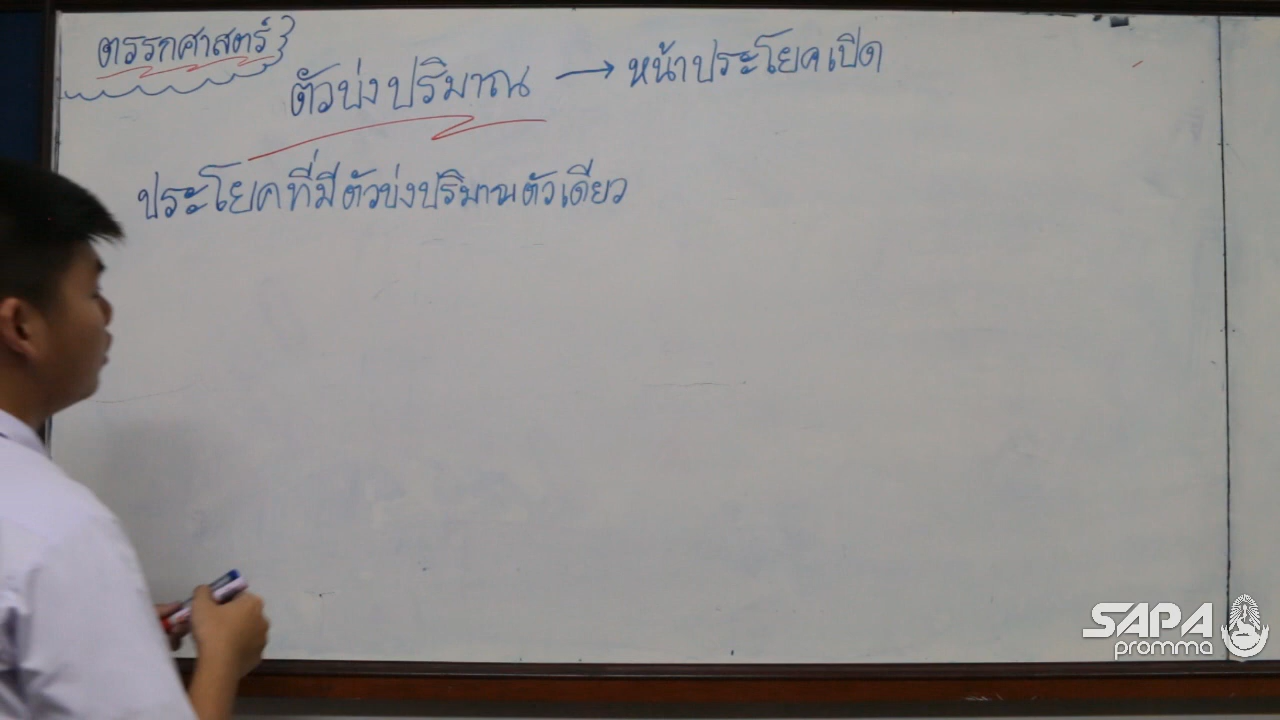 ตรรกศาสตร์
ตัวบ่งปริมาณ → หน้าประโยคเปิด
ประโยคที่มีตัวบ่งปริมาณตัวเดียว
SAPA
promma